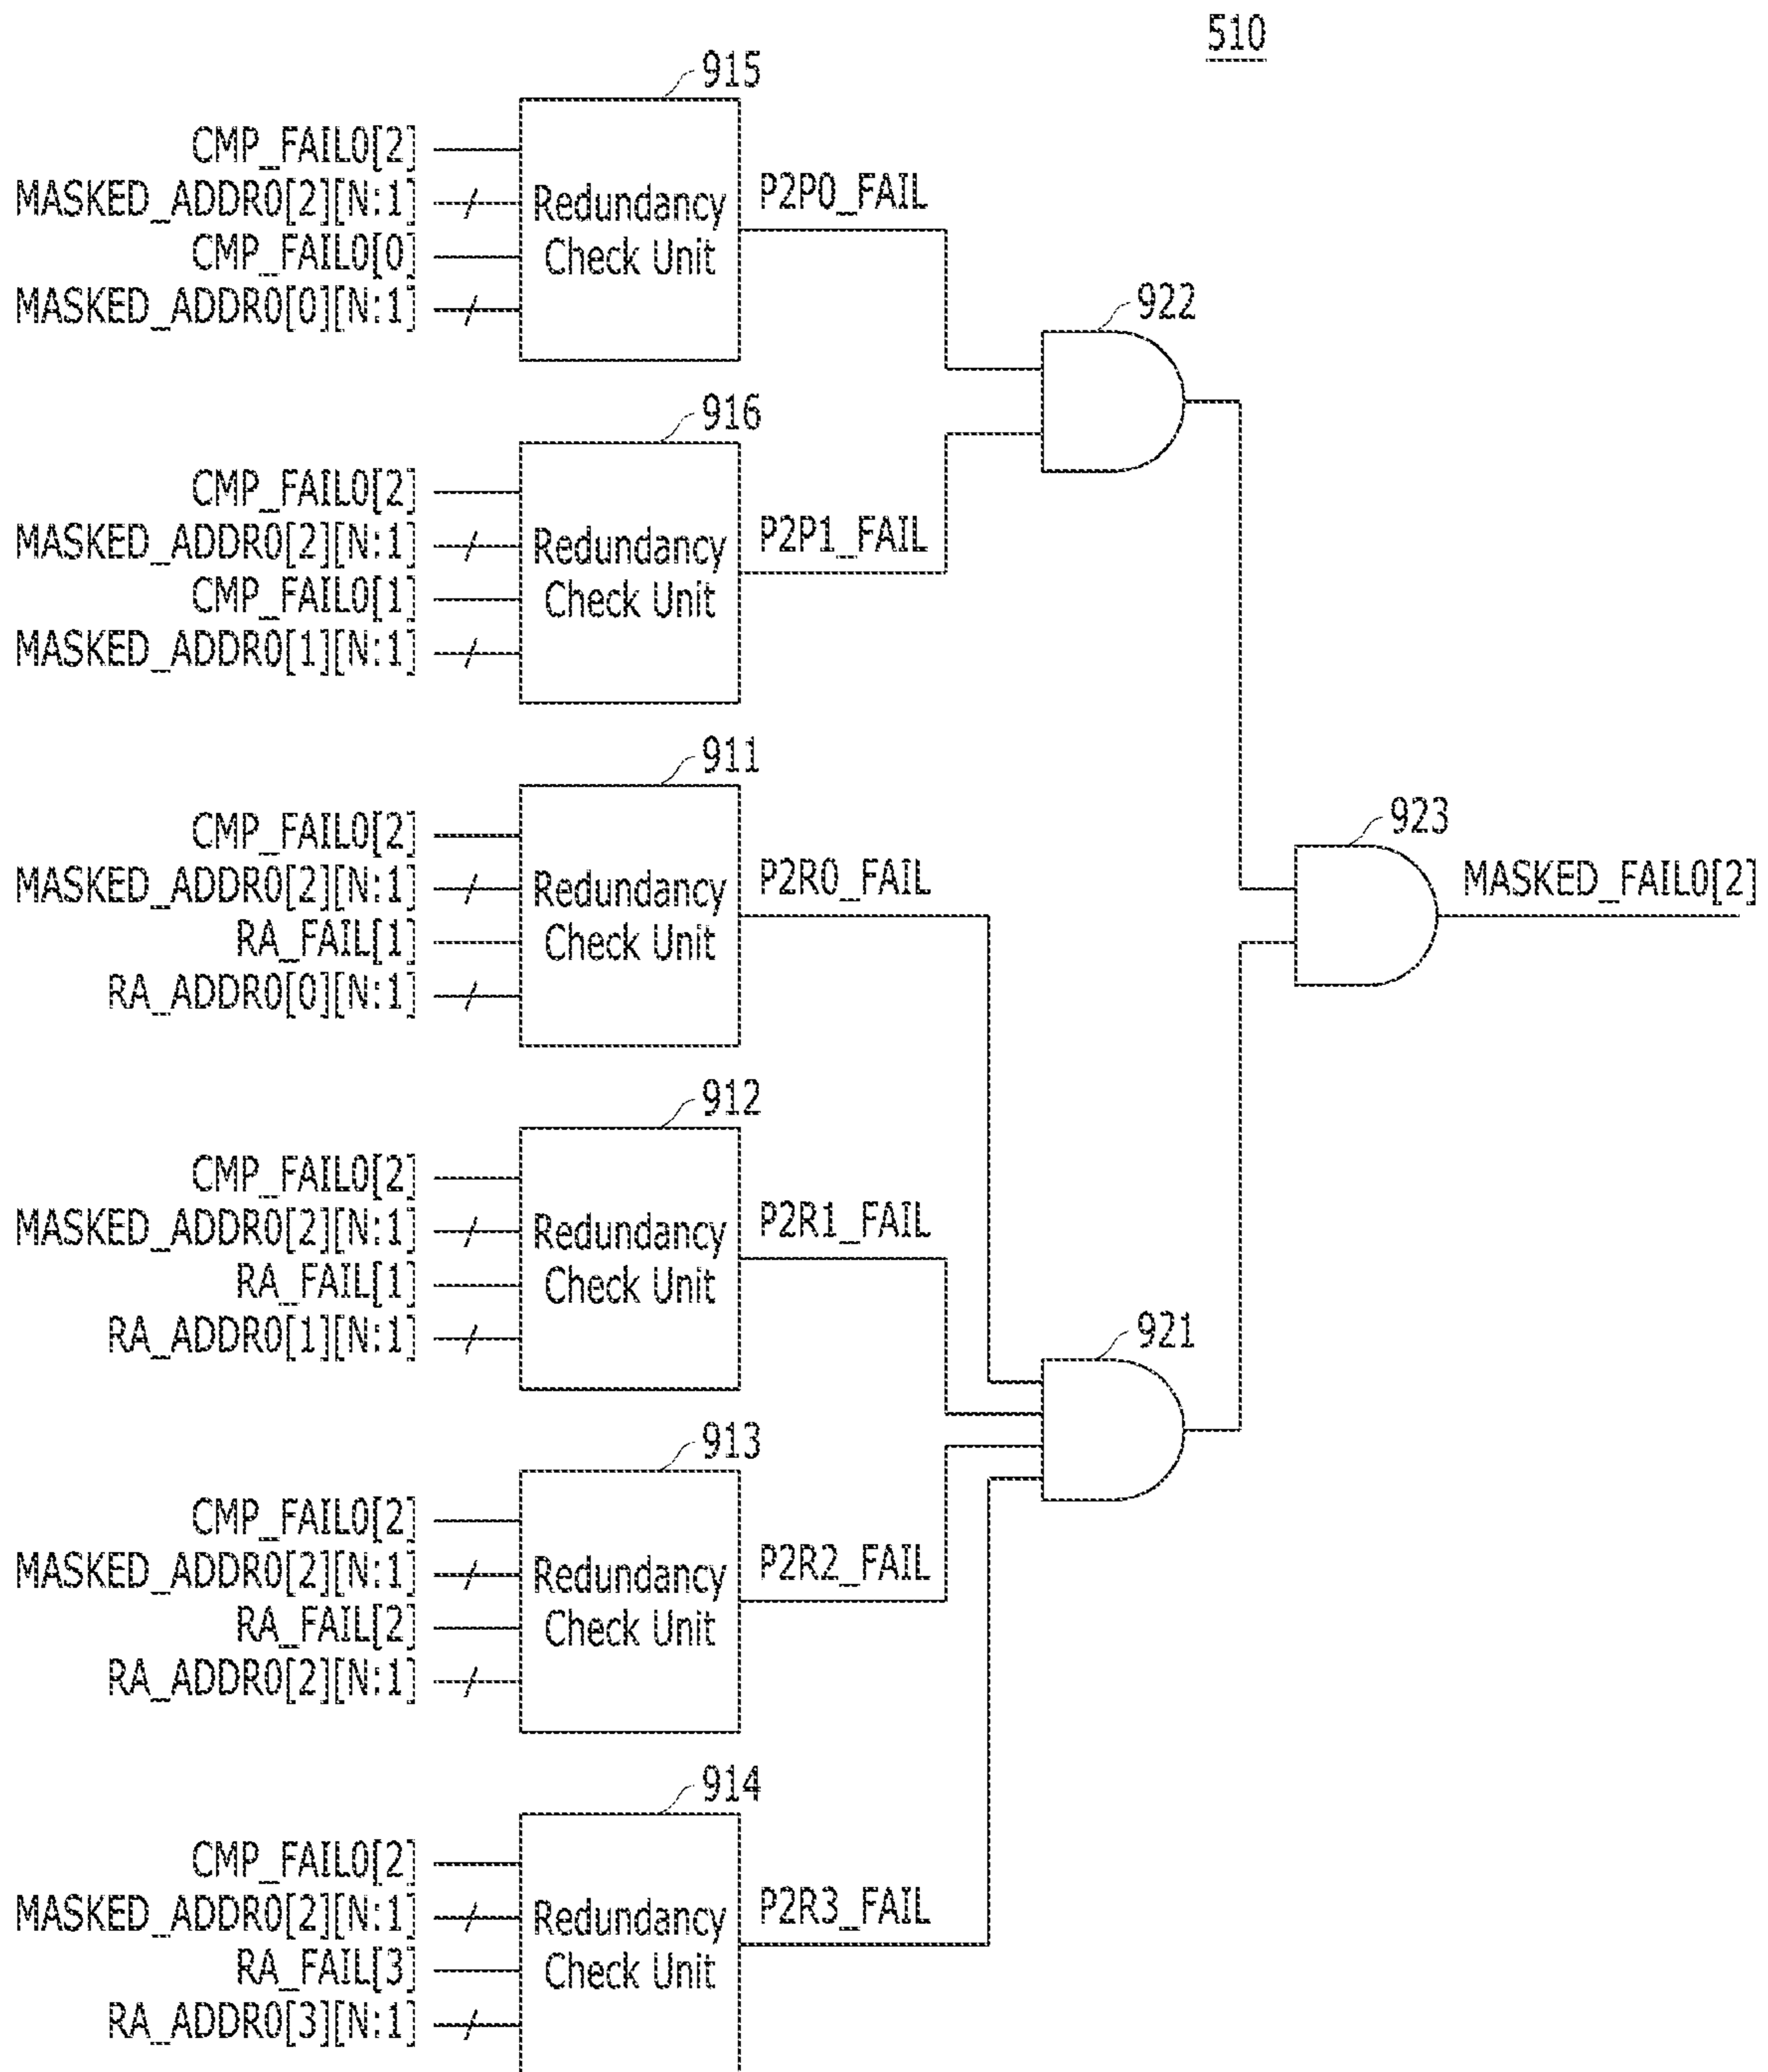 510
915
CMP_FAIL0[2]
MASKED_ADDR0[2][N:1]
CMP_FAIL0[0]
MASKED_ADDR0[0][N:1]
Redundancy
Check Unit
P2P0_FAIL
922
916
CMP_FAIL0[2]
MASKED_ADDR0[2][N:1]
CMP_FAIL0[1]
MASKED_ADDR0[1][N:1]
Redundancy
Check Unit
P2P1_FAIL
911
CMP_FAIL0[2]
MASKED_ADDR0[2][N:1]
RA_FAIL[1]
RA_ADDR0[0][N:1]
Redundancy
Check Unit
P2R0_FAIL
923
MASKED_FAIL0[2]
912
CMP_FAIL0[2]
MASKED_ADDR0[2][N:1]
RA_FAIL[1]
RA_ADDR0[1][N:1]
Redundancy
Check Unit
P2R1_FAIL
921
913
CMP_FAIL0[2]
MASKED_ADDR0[2][N:1]
RA_FAIL[2]
RA_ADDR0[2][N:1]
Redundancy
Check Unit
P2R2_FAIL
914
CMP_FAIL0[2]
MASKED_ADDR0[2][N:1]
RA_FAIL[3]
RA_ADDR0[3][N:1]
Redundancy
Check Unit
P2R3_FAIL